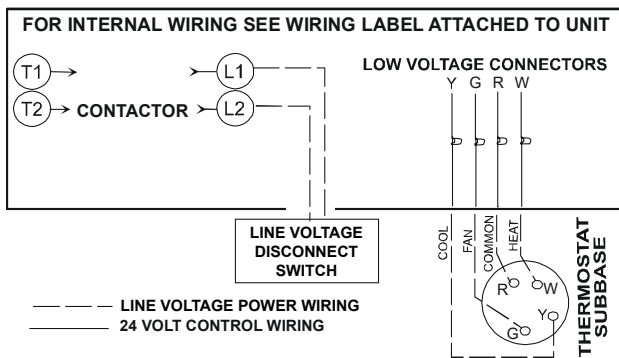 FOR INTERNAL WIRING SEE WIRING LABEL ATTACHED TO UNIT
T1 L1
T2 CONTACTOR L2
LOW VOLTAGE CONNECTORS
Y G R W
LINE VOLTAGE
DISCONNECT
SWITCH
COOL
FAN
COMMON
HEAT
R W
Y
G
THERMOSTAT
SUBBASE
LINE VOLTAGE POWER WIRING
24 VOLT CONTROL WIRING